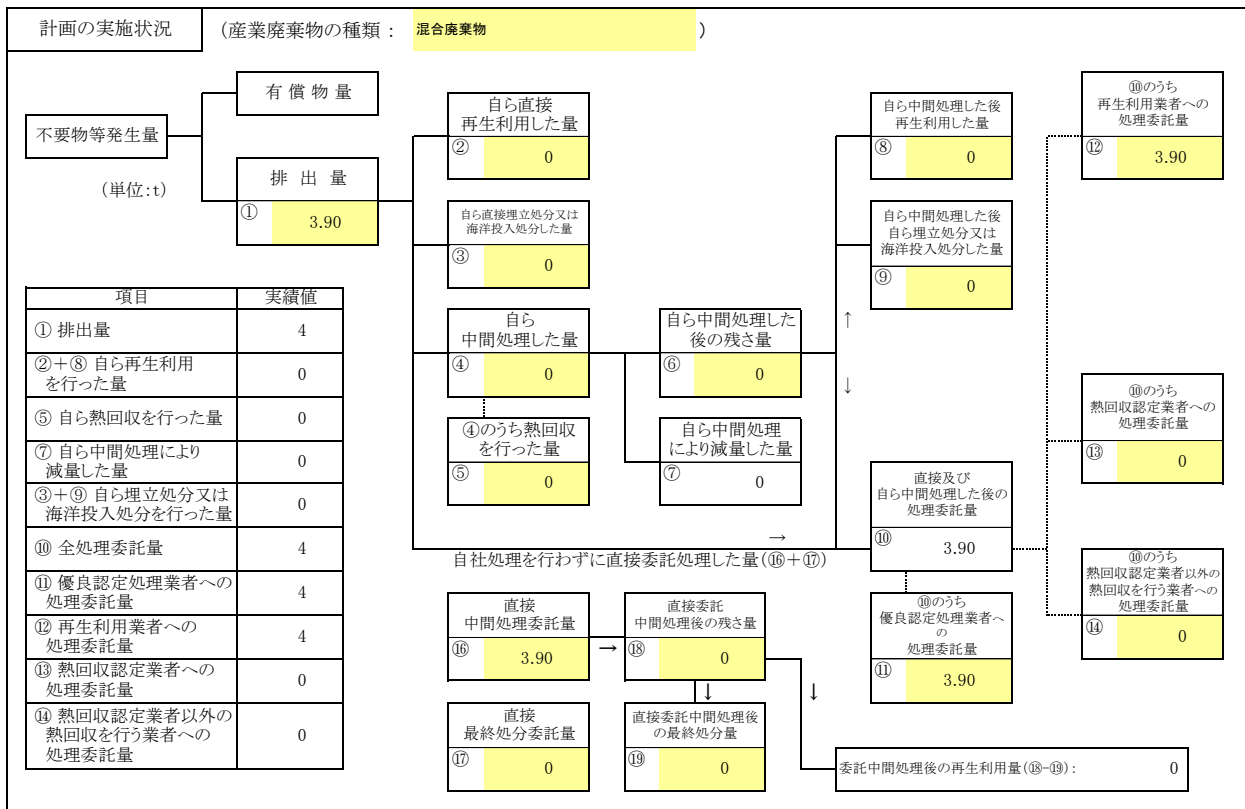 計画の実施状況
(産業廃棄物の種類： 混合廃棄物 )
不要物等発生量
有償物量
(単位:t)
排出量
① 3.90
自ら直接
再生利用した量
② 0
自ら直接埋立処分又は
海洋投入処分した量
③ 0
自ら
中間処理した量
④ 0
④のうち熱回収
を行った量
⑤ 0
自ら中間処理した
後の残さ量
⑥ 0
自ら中間処理
により減量した量
⑦ 0
自ら中間処理した後
再生利用した量
⑧ 0
自ら中間処理した後
自ら埋立処分又は
海洋投入処分した量
⑨ 0
↑
↓
直接及び
自ら中間処理した後の
処理委託量
⑩ 3.90
⑩のうち
再生利用業者への
処理委託量
⑫ 3.90
⑩のうち
熱回収認定業者への
処理委託量
⑬ 0
⑩のうち
熱回収認定業者以外の
熱回収を行う業者への
処理委託量
⑭ 0
⑩のうち
優良認定処理業者へ
の
処理委託量
⑪ 3.90
→
自社処理を行わずに直接委託処理した量(⑯＋⑰)
直接
中間処理委託量
⑯ 3.90
→
直接委託
中間処理後の残さ量
⑱ 0
↓
↓
直接
最終処分委託量
⑰ 0
直接委託中間処理後
の最終処分量
⑲ 0
委託中間処理後の再生利用量(⑱-⑲)： 0
項目 実績値
① 排出量 4
②＋⑧ 自ら再生利用
を行った量 0
⑤ 自ら熱回収を行った量 0
⑦ 自ら中間処理により
減量した量 0
③＋⑨ 自ら埋立処分又は
海洋投入処分を行った量 0
⑩ 全処理委託量 4
⑪ 優良認定処理業者への
処理委託量 4
⑫ 再生利用業者への
処理委託量 4
⑬ 熱回収認定業者への
処理委託量 0
⑭ 熱回収認定業者以外の
熱回収を行う業者への
処理委託量 0